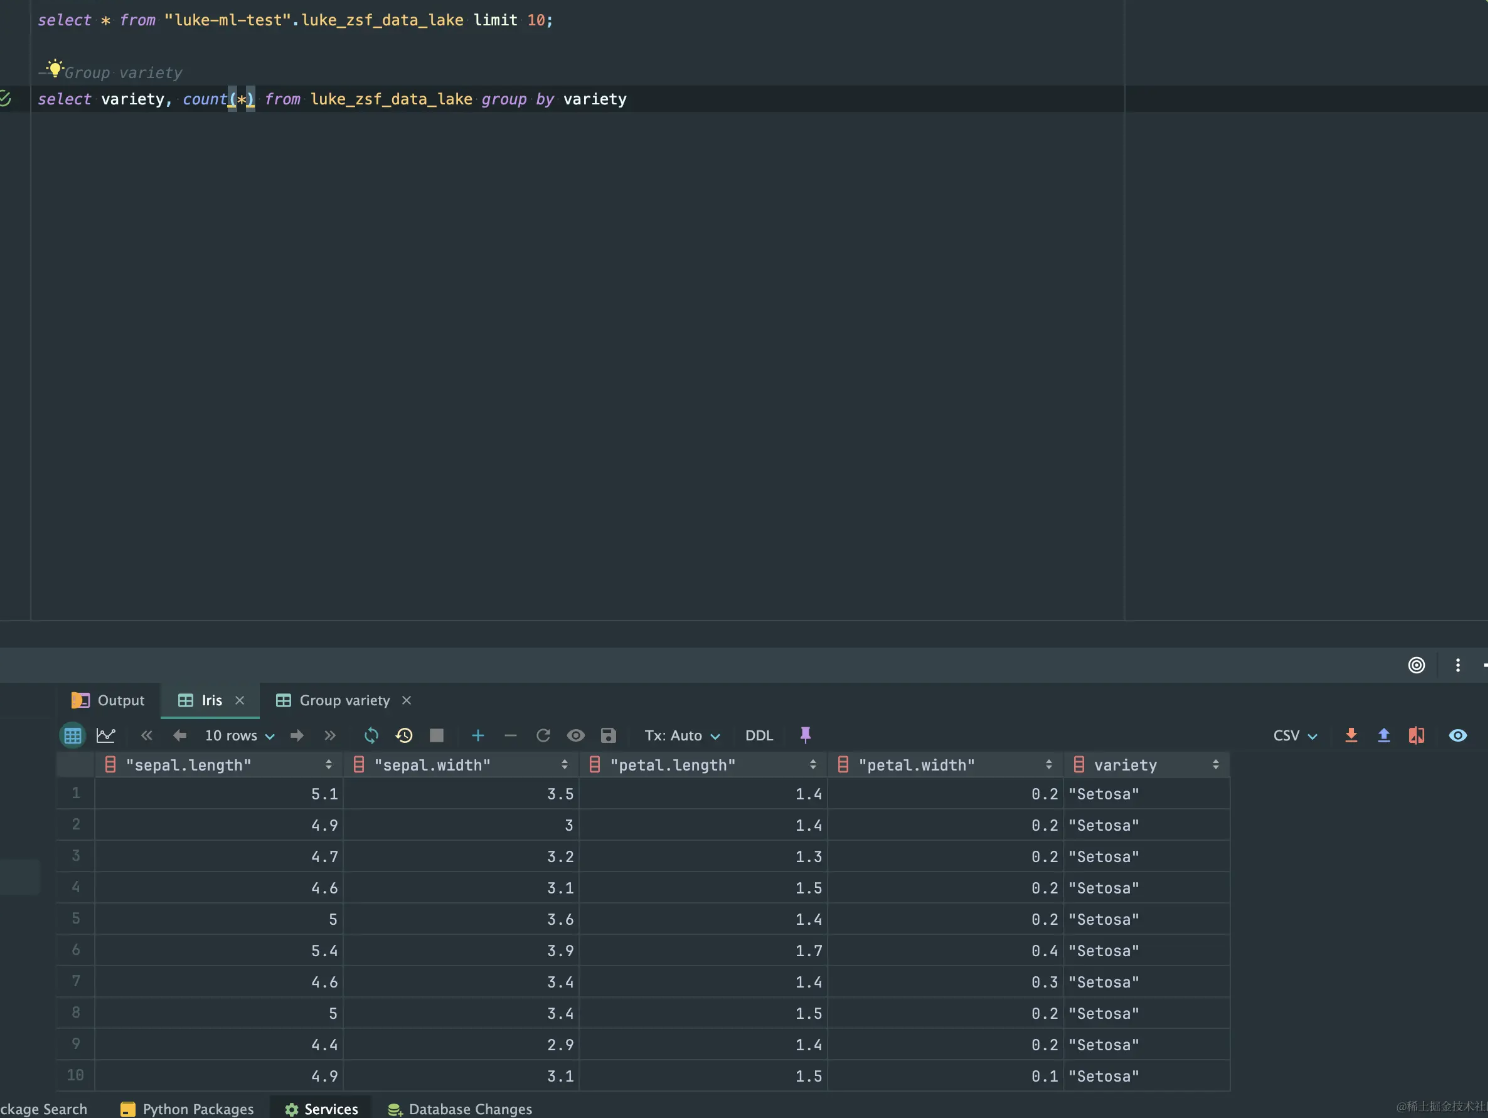 select * from "luke-ml-test".luke_zsf_data_lake limit 10;
--Group variety
select variety, count(*) from luke_zsf_data_lake group by variety
Output Iris Group variety
10 rows Tx: Auto DDL CSV
"sepal.length" "sepal.width" "petal.length" "petal.width" variety
1 5.1 3.5 1.4 0.2 "Setosa"
2 4.9 3 1.4 0.2 "Setosa"
3 4.7 3.2 1.3 0.2 "Setosa"
4 4.6 3.1 1.5 0.2 "Setosa"
5 5 3.6 1.4 0.2 "Setosa"
6 5.4 3.9 1.7 0.4 "Setosa"
7 4.6 3.4 1.4 0.3 "Setosa"
8 5 3.4 1.5 0.2 "Setosa"
9 4.4 2.9 1.4 0.2 "Setosa"
10 4.9 3.1 1.5 0.1 "Setosa"
ckage Search Python Packages Services Database Changes
@稀土掘金技术社